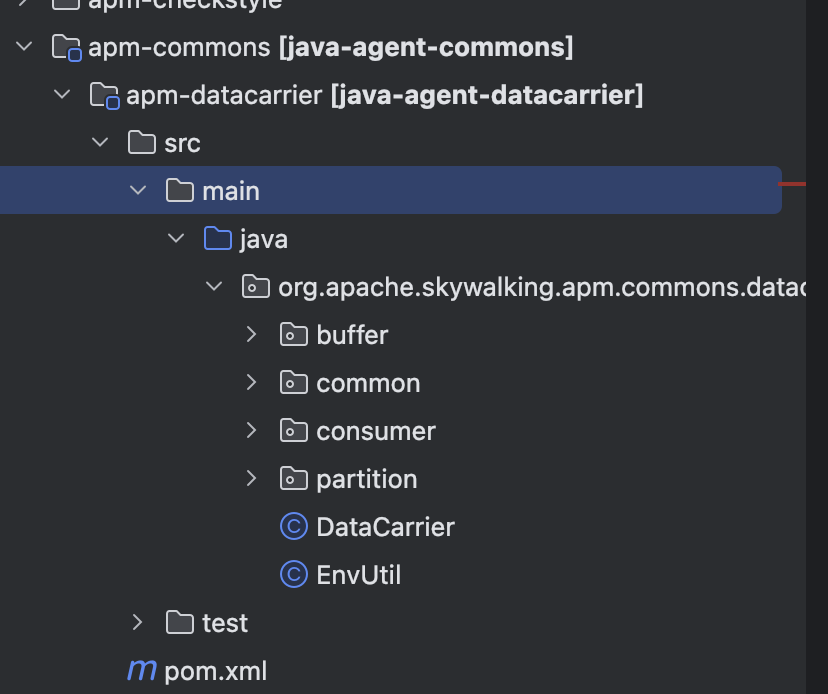 apm-checkstyle
apm-commons [java-agent-commons]
apm-datacarrier [java-agent-datacarrier]
src
main
java
org.apache.skywalking.apm.commons.datac
buffer
common
consumer
partition
C DataCarrier
C EnvUtil
test
m pom.xml